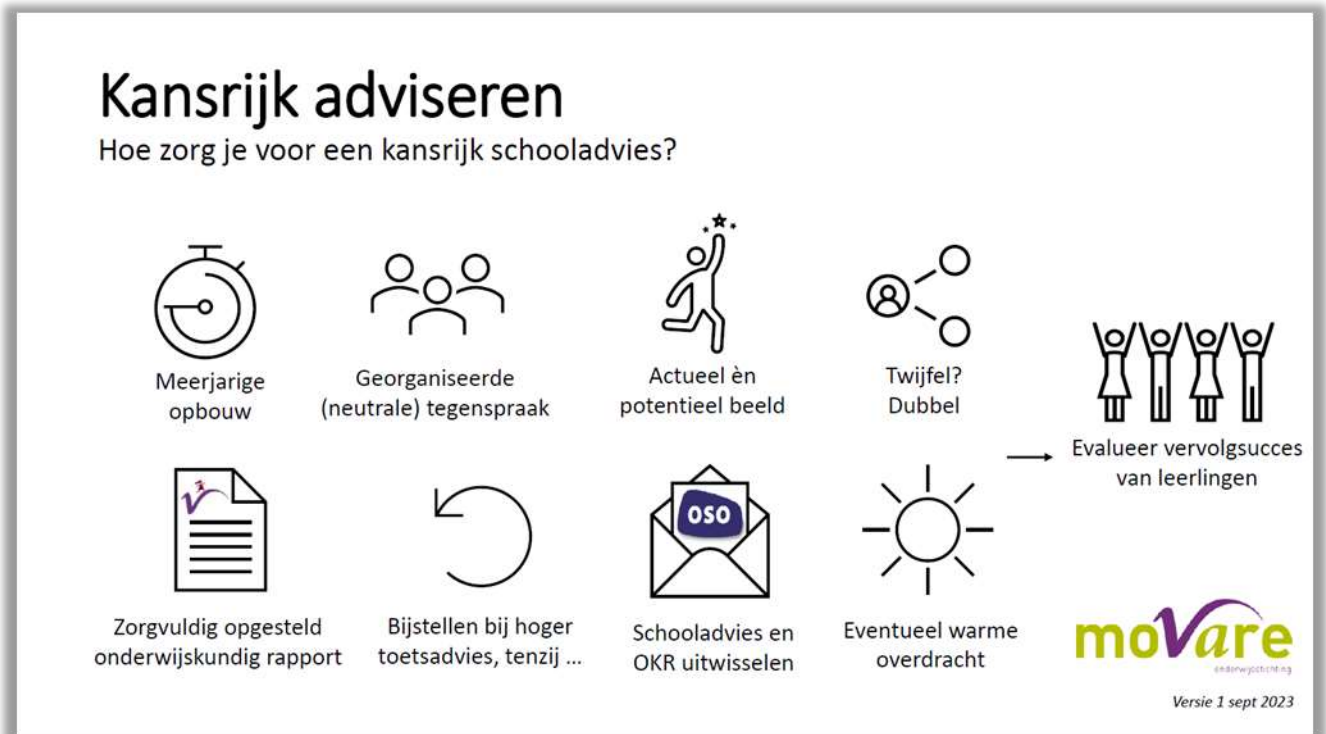 Kansrijk adviseren
Hoe zorg je voor een kansrijk schooladvies?
Meerjarige
opbouw
Georganiseerde
(neutrale) tegenspraak
Actueel èn
potentieel beeld
Twijfel?
Dubbel
Zorgvuldig opgesteld
onderwijskundig rapport
Bijstellen bij hoger
toetsadvies, tenzij ...
OSO
Schooladvies en
OKR uitwisselen
Eventueel warme
overdracht
Evalueer vervolgsucces
van leerlingen
moVare
onderwijsstichting
Versie 1 sept 2023